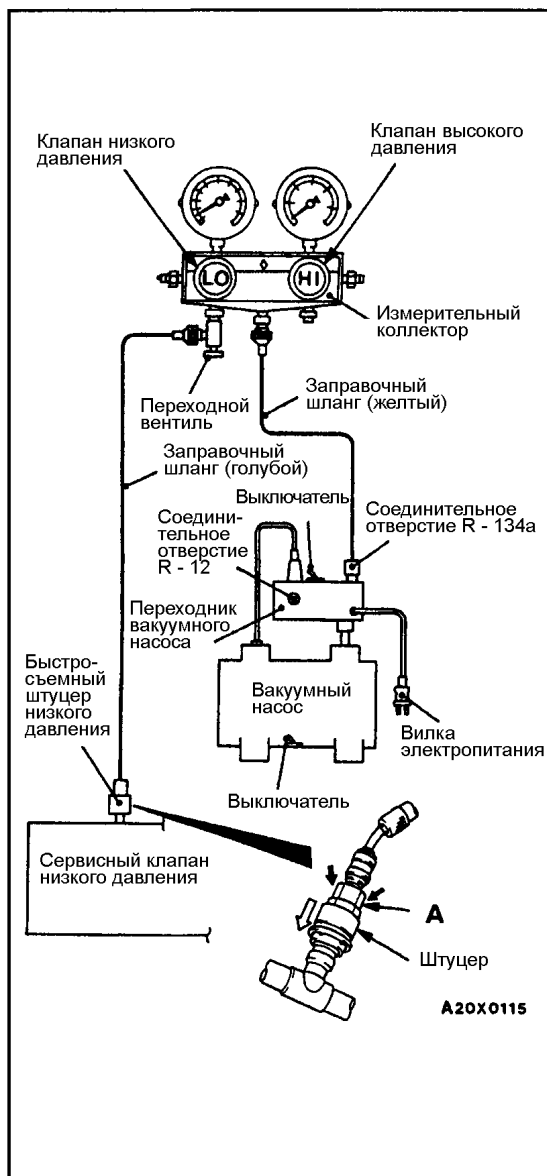 Клапан низкого
давления
Клапан высокого
давления
LO
HI
Измерительный
коллектор
Переходной
вентиль
Заправочный
шланг (желтый)
Заправочный
шланг (голубой)
Выключатель
Соедини-
тельное
отверстие
R - 12
Соединительное
отверстие R - 134a
Переходник
вакуумного
насоса
Быстро-
съемный
штуцер
низкого
давления
Вакуумный
насос
Вилка
электропитания
Выключатель
Сервисный клапан
низкого давления
A
Штуцер
A20X0115